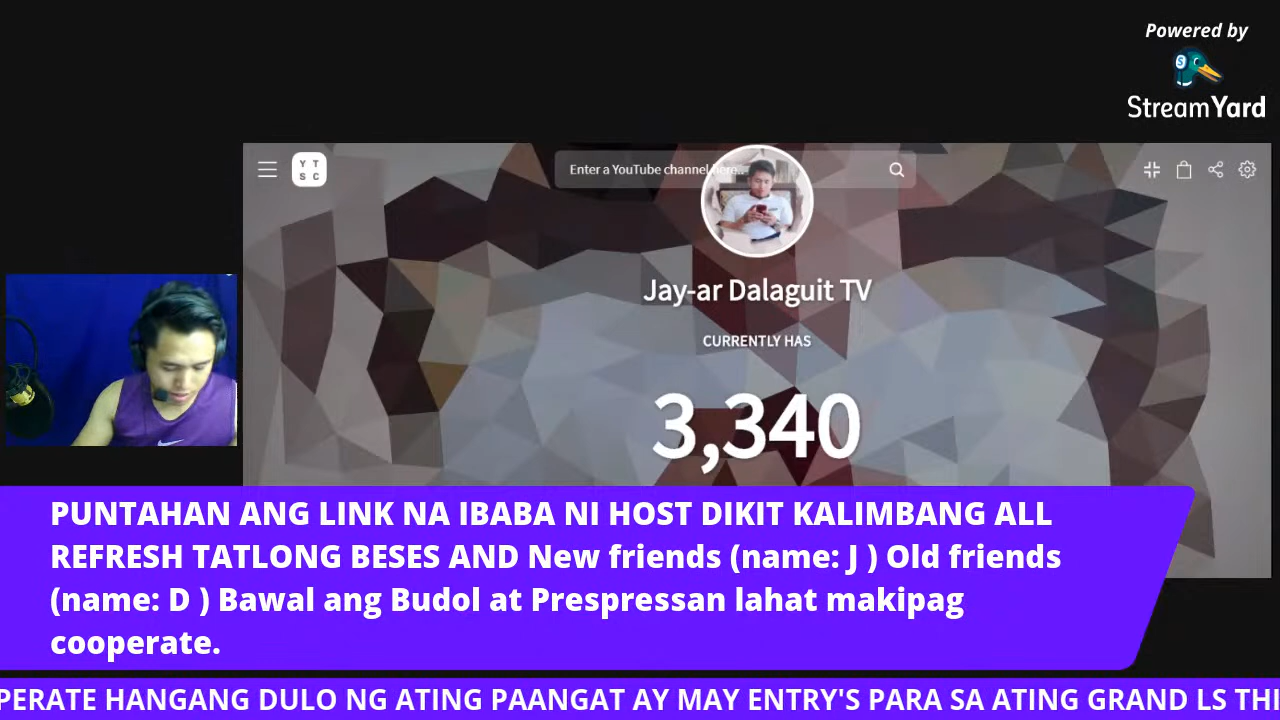 Powered by
StreamYard
Y T
S C
Enter a YouTube channel here...
Jay-ar Dalaguit TV
CURRENTLY HAS
3,340
PUNTAHAN ANG LINK NA IBABA NI HOST DIKIT KALIMBANG ALL
REFRESH TATLONG BESES AND New friends (name: J ) Old friends
(name: D ) Bawal ang Budol at Prespressan lahat makipag
cooperate.
PERATE HANGANG DULO NG ATING PAANGAT AY MAY ENTRY'S PARA SA ATING GRAND LS THI